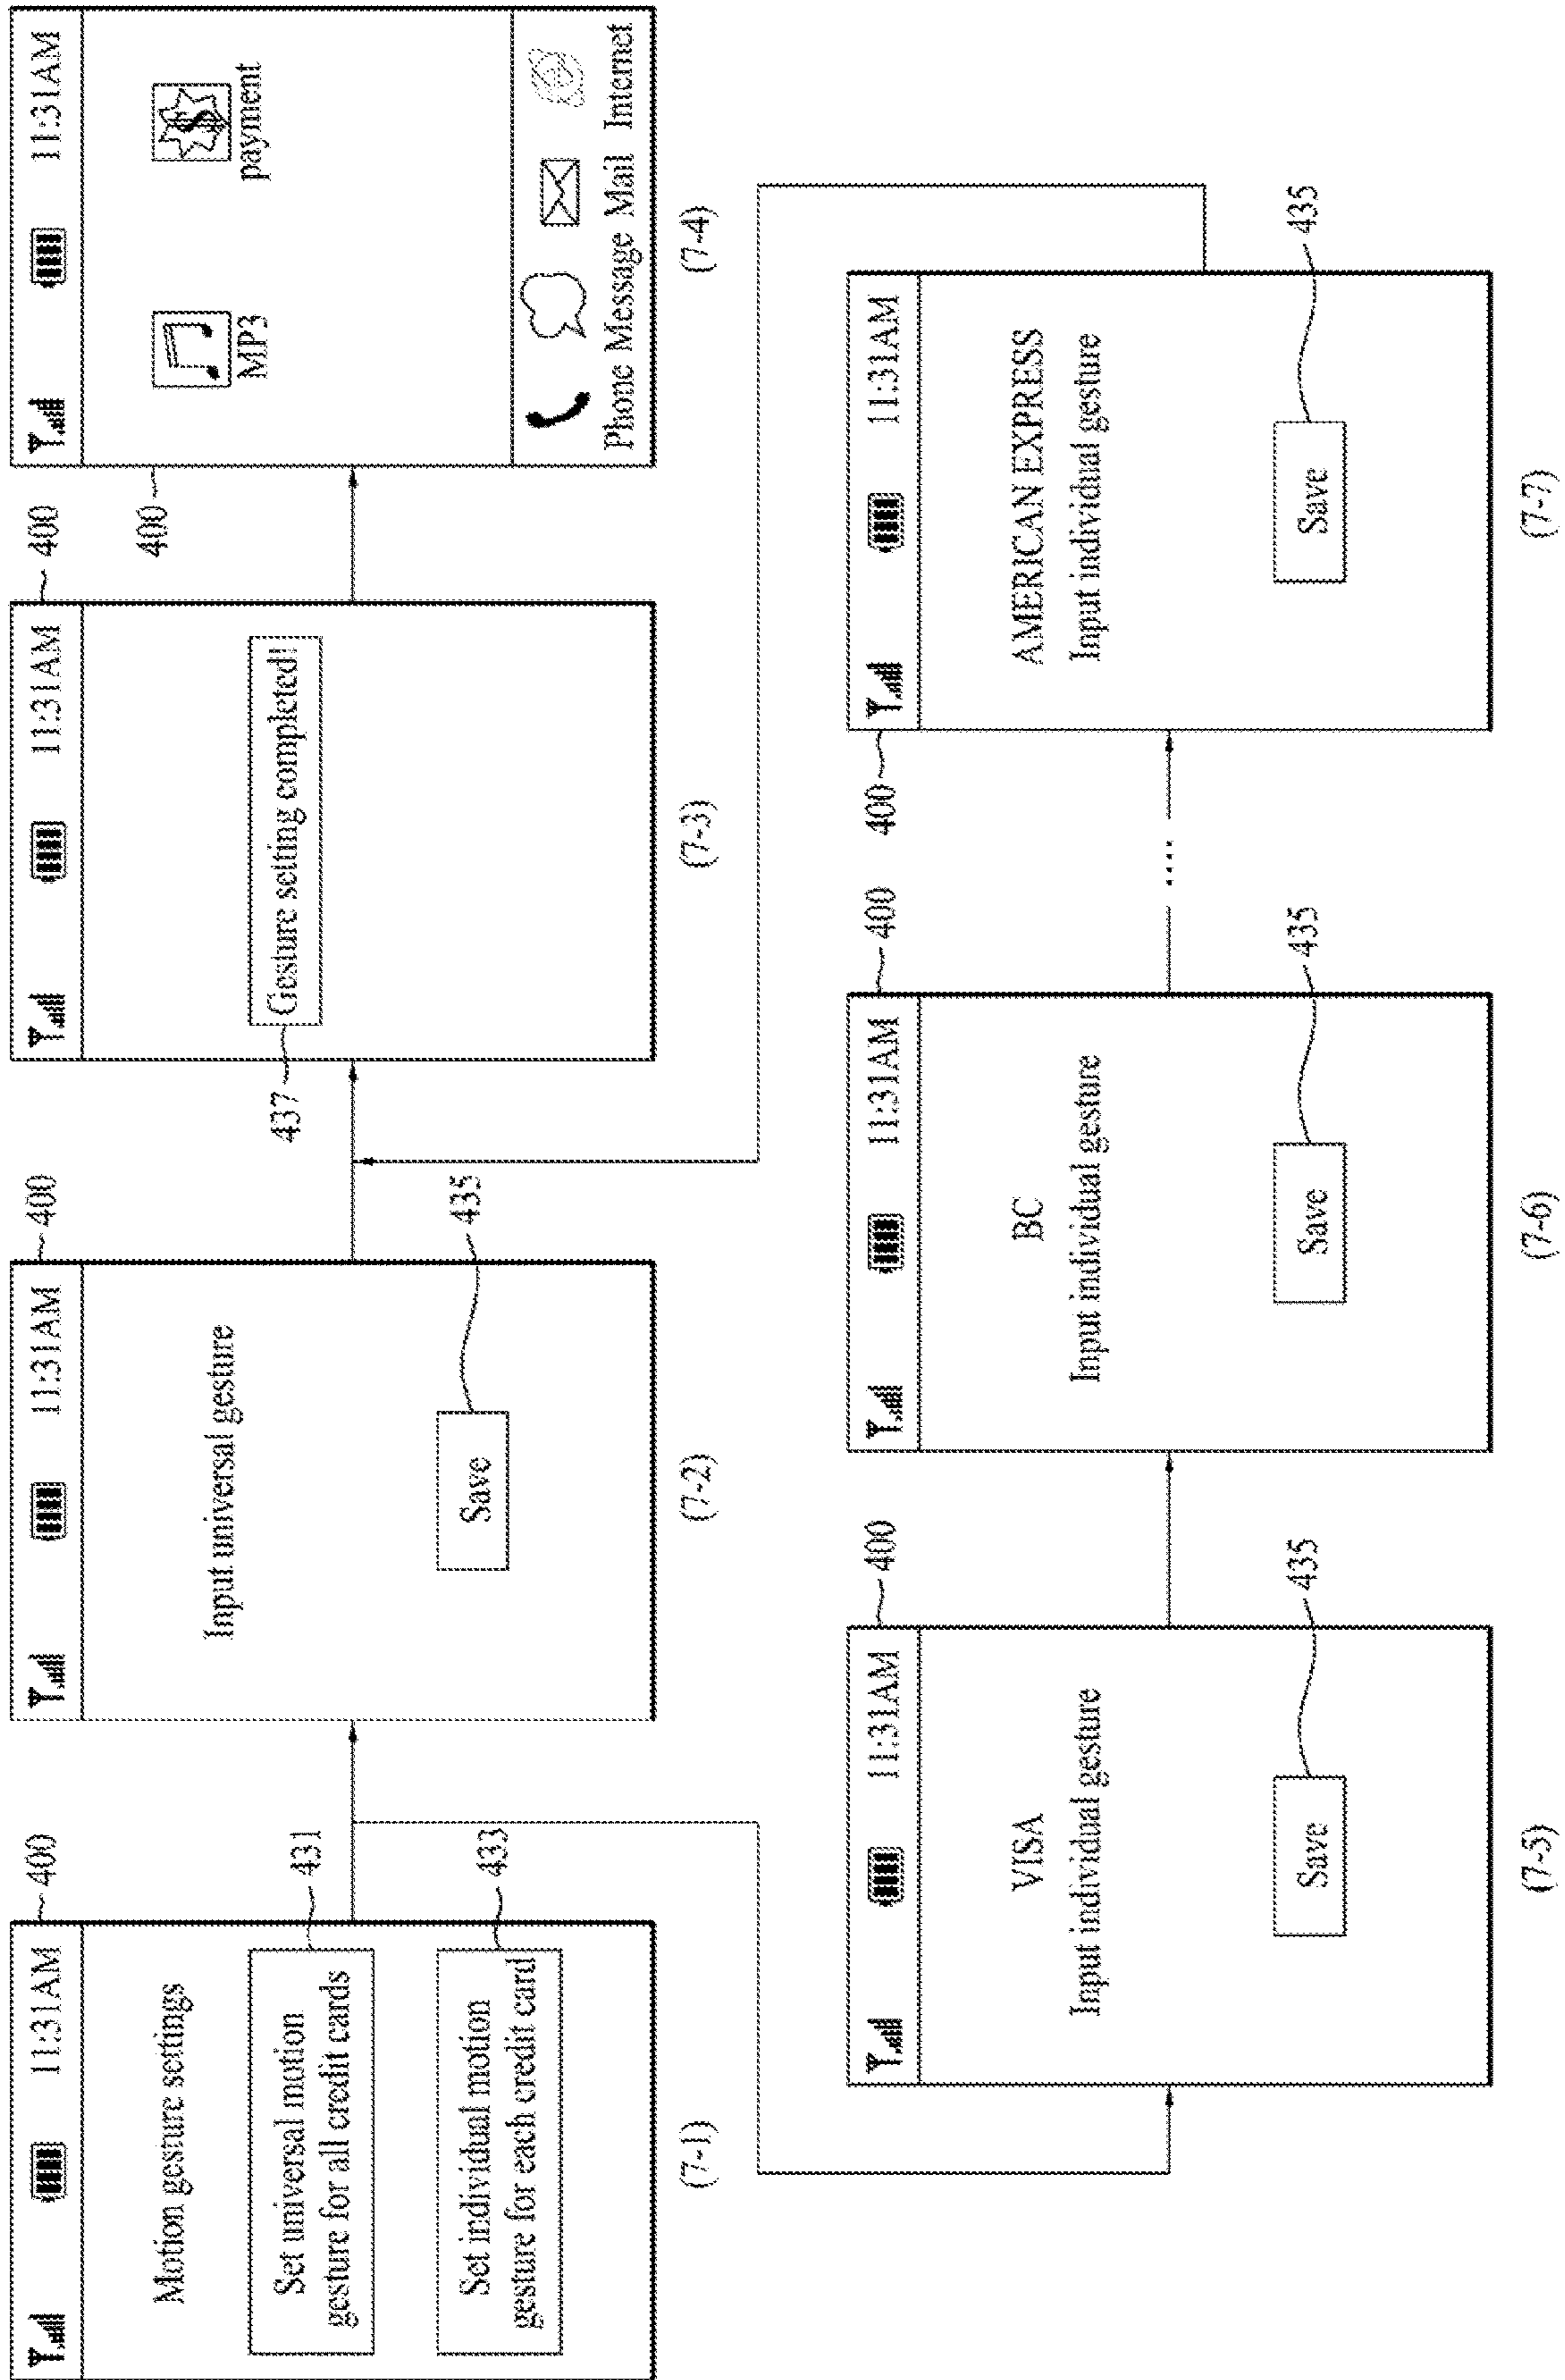 11:31AM
400
Motion gesture settings
Set universal motion
gesture for all credit cards
431
Set individual motion
gesture for each credit card
433
(7-1)
11:31AM
400
Input universal gesture
Save
435
(7-2)
11:31AM
400
Gesture setting completed!
437
(7-3)
11:31AM
400
MP3
payment
Phone Message Mail Internet
(7-4)
11:31AM
400
VISA
Input individual gesture
Save
435
(7-5)
11:31AM
400
BC
Input individual gesture
Save
435
(7-6)
....
11:31AM
400
AMERICAN EXPRESS
Input individual gesture
Save
435
(7-7)